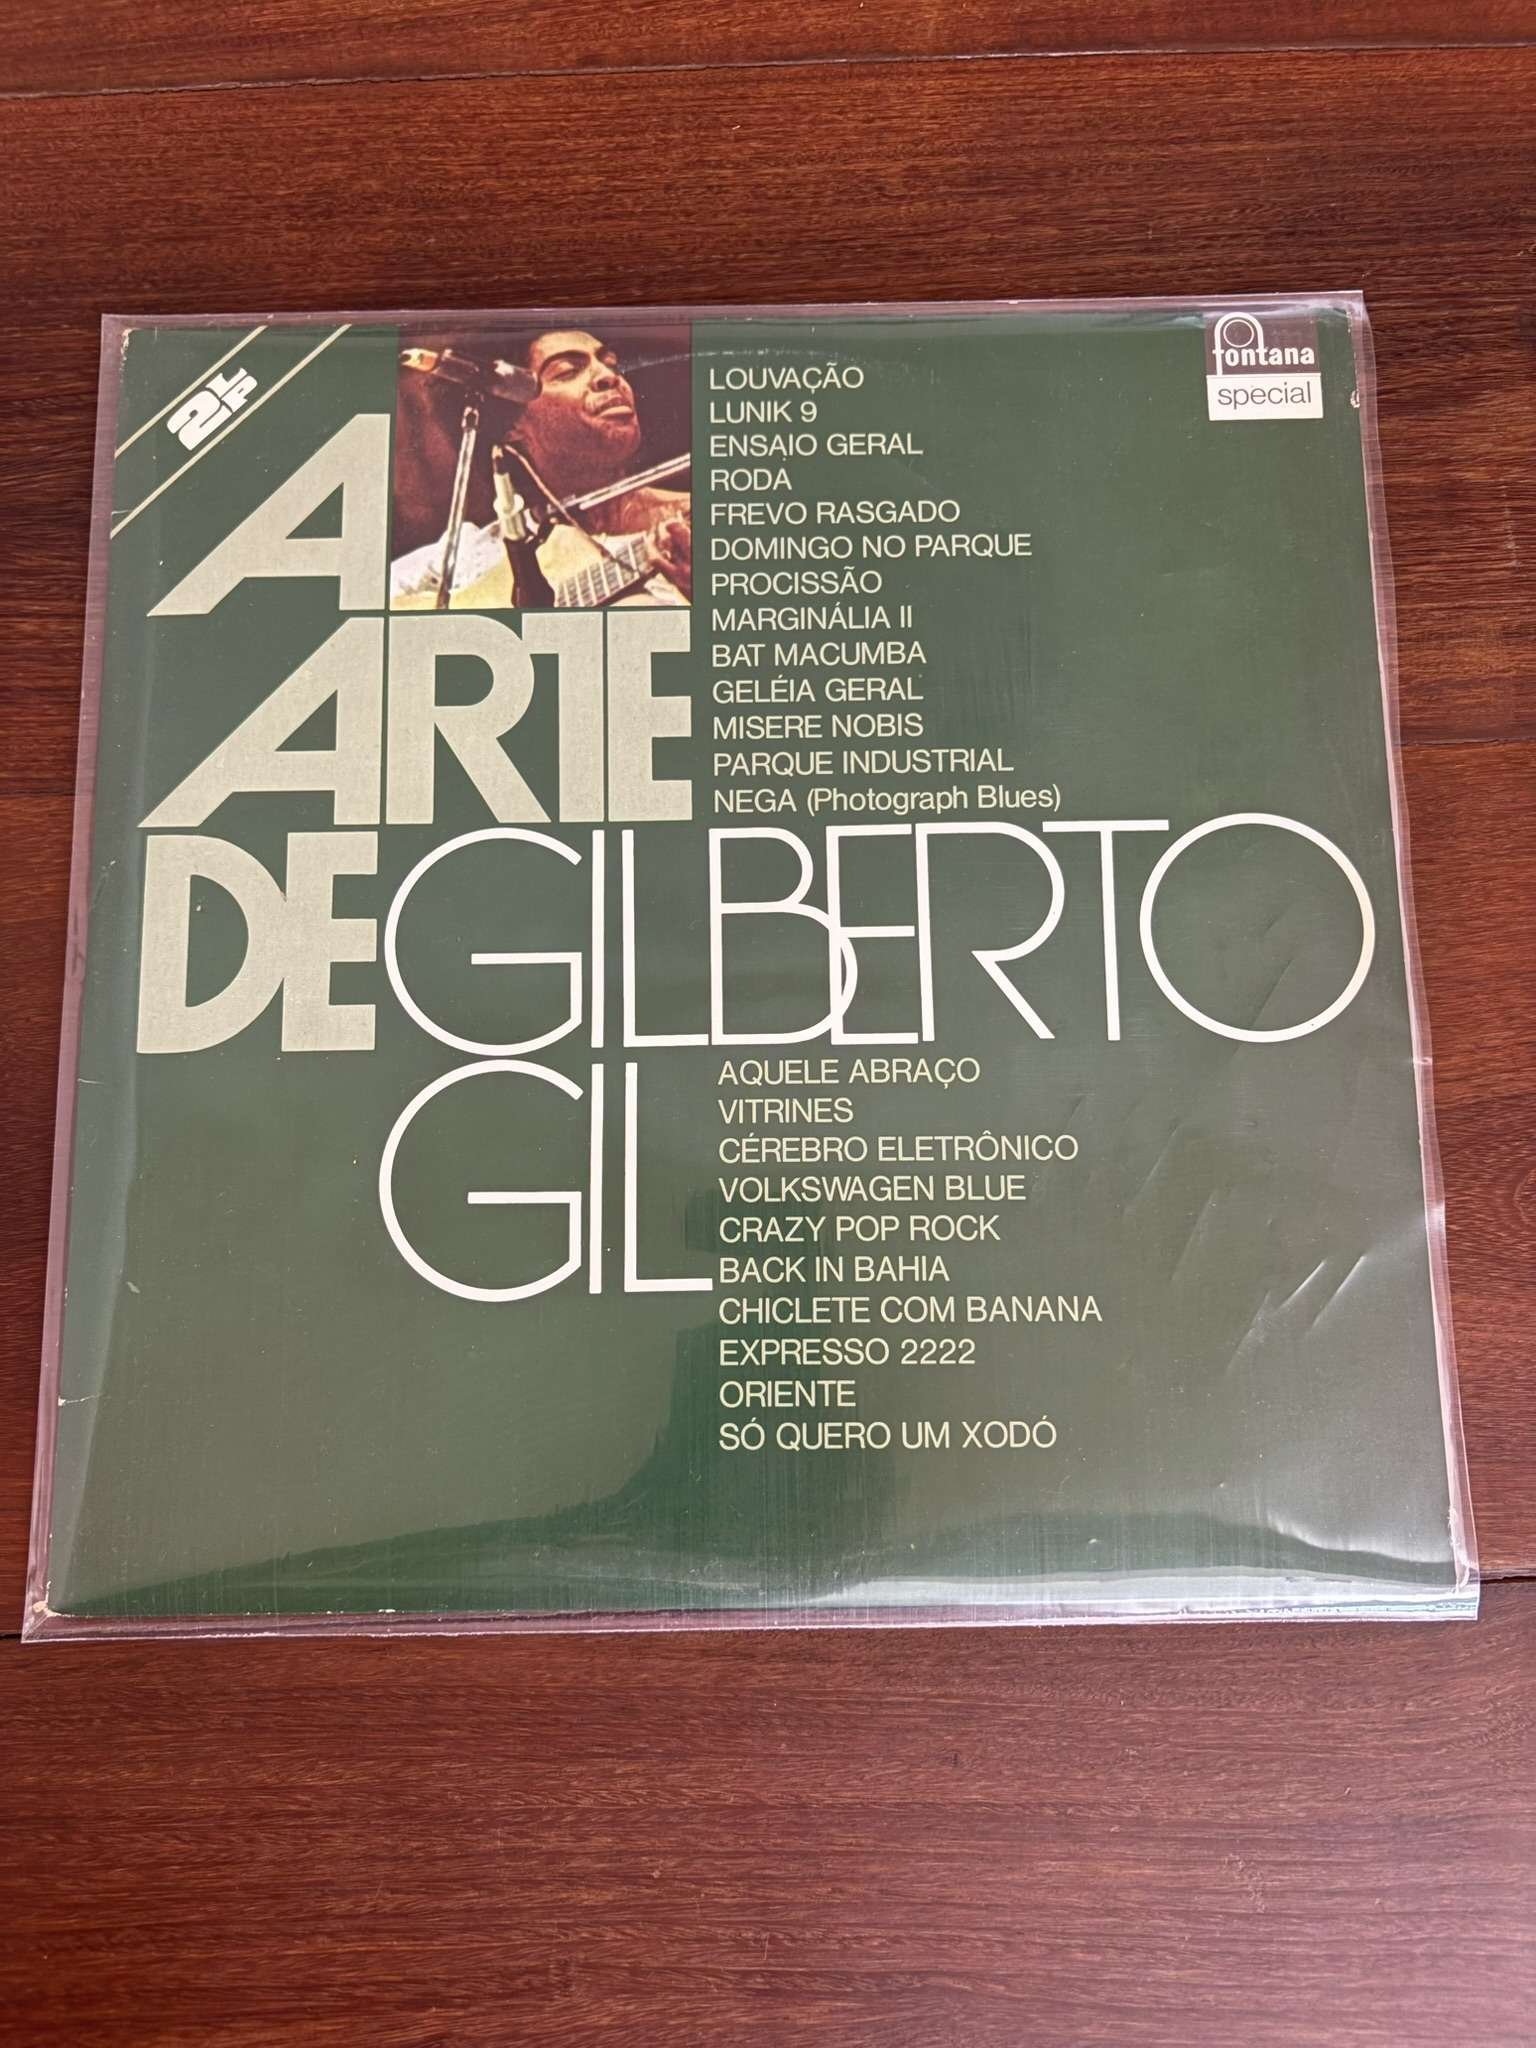 2 LP
fontana
special
A
ARTE
DE
GILBERTO
GIL
LOUVAÇÃO
LUNIK 9
ENSAIO GERAL
RODA
FREVO RASGADO
DOMINGO NO PARQUE
PROCISSÃO
MARGINÁLIA II
BAT MACUMBA
GELÉIA GERAL
MISERE NOBIS
PARQUE INDUSTRIAL
NEGA (Photograph Blues)
AQUELE ABRAÇO
VITRINES
CÉREBRO ELETRÔNICO
VOLKSWAGEN BLUE
CRAZY POP ROCK
BACK IN BAHIA
CHICLETE COM BANANA
EXPRESSO 2222
ORIENTE
SÓ QUERO UM XODÓ